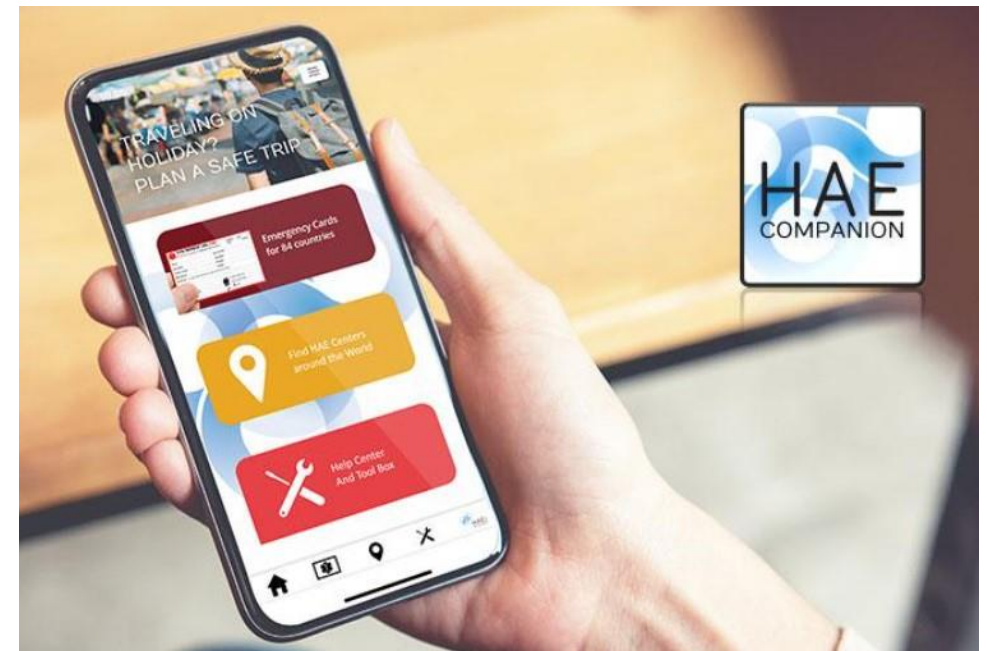 TRAVELING ON
HOLIDAY?
PLAN A SAFE TRIP
Emergency Cards
for 84 countries
Find HAE Centers
around the World
Help Center
And Tool Box
HAE
HAE
COMPANION